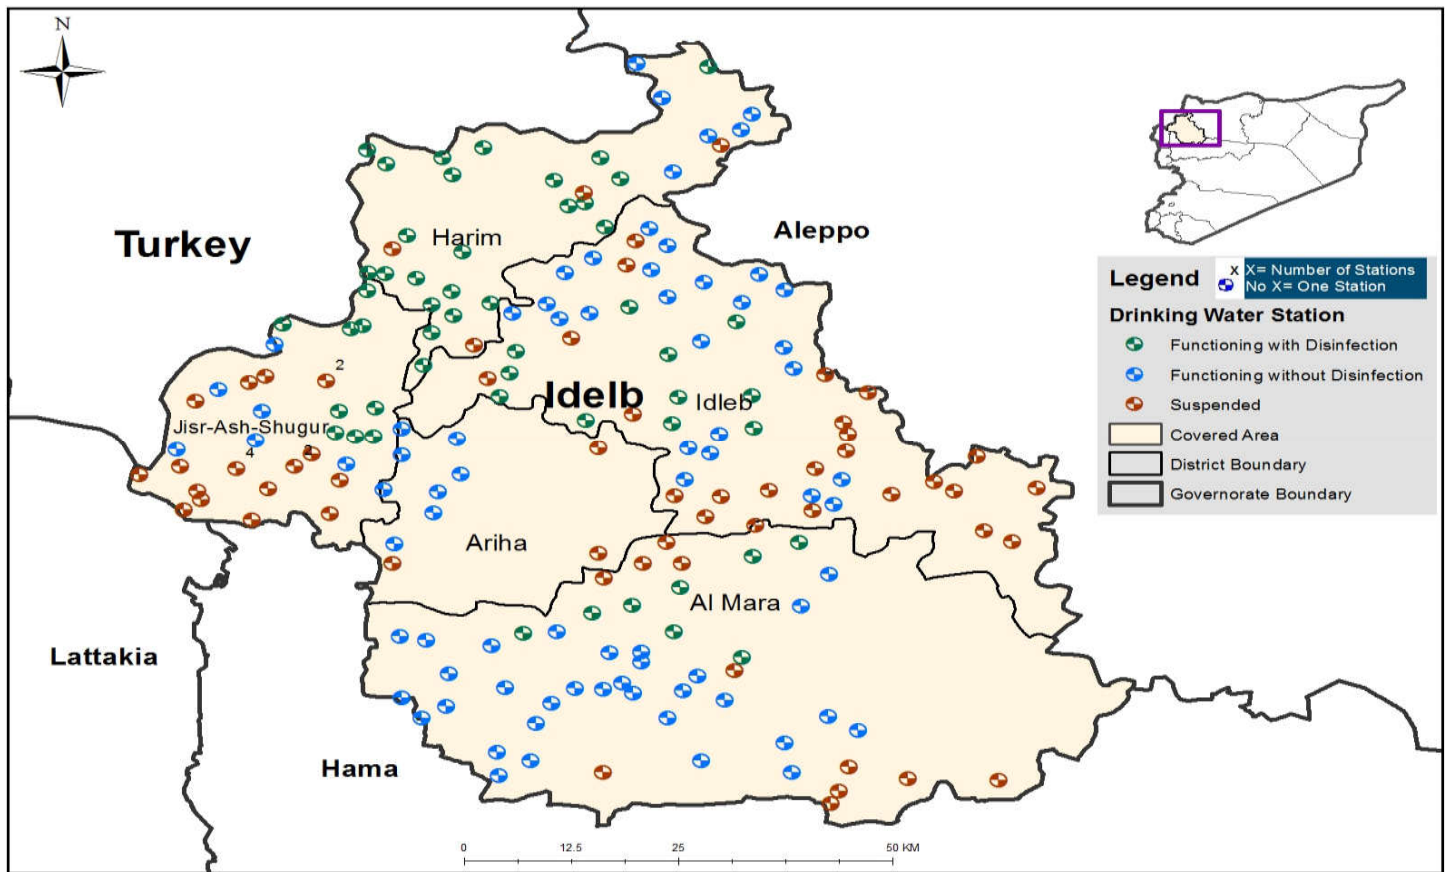 N
Turkey
Harim
Aleppo
Legend
X
X= Number of Stations
No X= One Station
Drinking Water Station
Functioning with Disinfection
Functioning without Disinfection
Suspended
Covered Area
District Boundary
Governorate Boundary
2
Idelb
Idleb
Jisr-Ash-Shugur
4
2
Ariha
Al Mara
Lattakia
Hama
0 12.5 25 50 KM